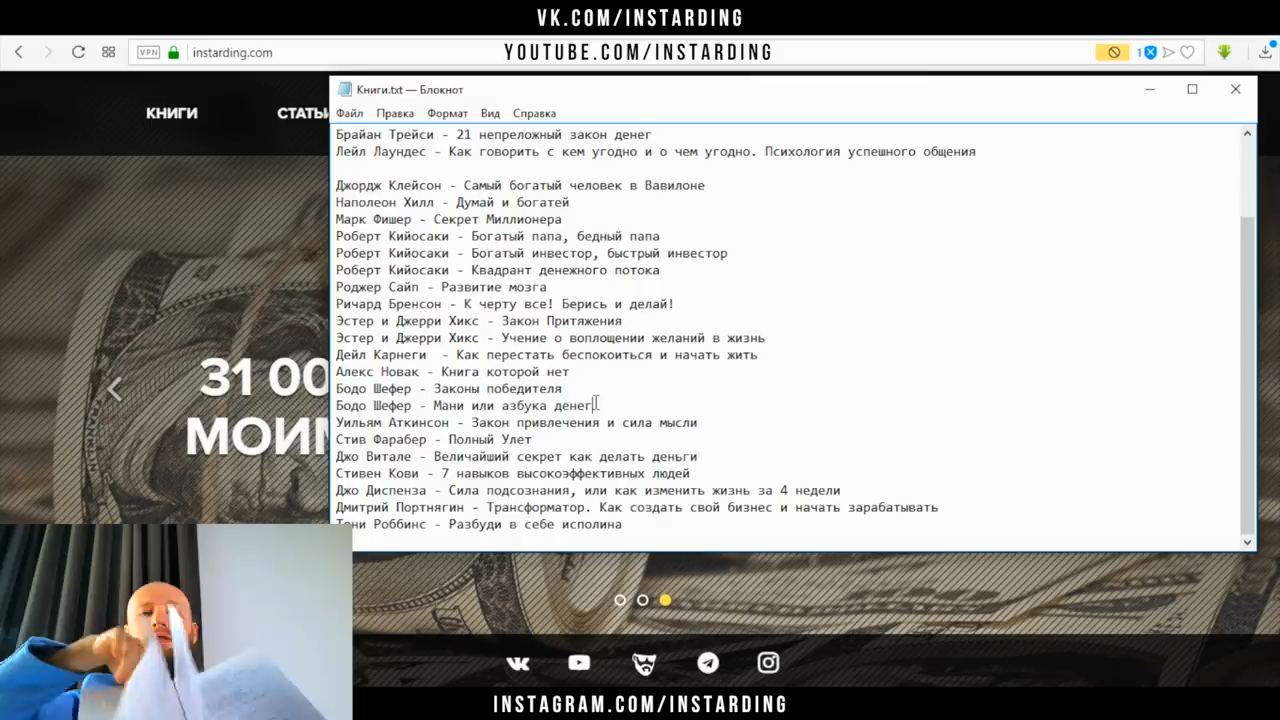 VK.COM/INSTARDING
VPN instarding.com
YOUTUBE.COM/INSTARDING
1
Книги.txt — Блокнот
КНИГИ
СТАТЬИ
Файл Правка Формат Вид Справка
Брайан Трейси - 21 непреложный закон денег
Лейл Лаундес - Как говорить с кем угодно и о чем угодно. Психология успешного общения
Джордж Клейсон - Самый богатый человек в Вавилоне
Наполеон Хилл - Думай и богатей
Марк Фишер - Секрет Миллионера
Роберт Кийосаки - Богатый папа, бедный папа
Роберт Кийосаки - Богатый инвестор, быстрый инвестор
Роберт Кийосаки - Квадрант денежного потока
Роджер Сайп - Развитие мозга
Ричард Бренсон - К черту все! Берись и делай!
Эстер и Джерри Хикс - Закон Притяжения
Эстер и Джерри Хикс - Учение о воплощении желаний в жизнь
Дейл Карнеги - Как перестать беспокоиться и начать жить
Алекс Новак - Книга которой нет
Бодо Шефер - Законы победителя
Бодо Шефер - Мани или азбука денег
Уильям Аткинсон - Закон привлечения и сила мысли
Стив Фарабер - Полный Улет
Джо Витале - Величайший секрет как делать деньги
Стивен Кови - 7 навыков высокоэффективных людей
Джо Диспенза - Сила подсознания, или как изменить жизнь за 4 недели
Дмитрий Портнягин - Трансформатор. Как создать свой бизнес и начать зарабатывать
Тони Роббинс - Разбуди в себе исполина
31 00
МОИМ
INSTAGRAM.COM/INSTARDING